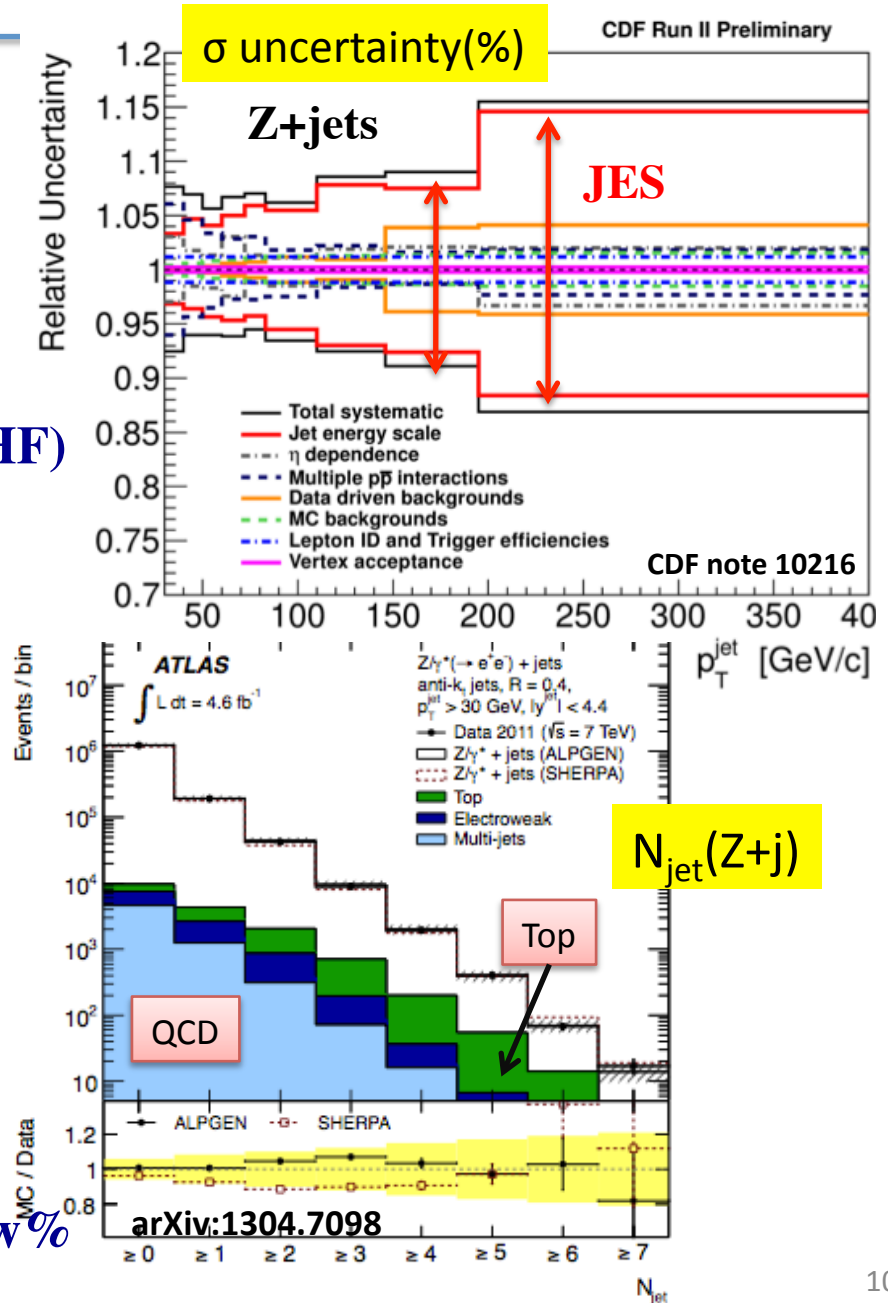 CDF Run II Preliminary
σ uncertainty(%)
Z+jets
JES
Relative Uncertainty
1.2
1.15
1.1
1.05
1
0.95
0.9
0.85
0.8
0.75
0.7
Total systematic
Jet energy scale
η dependence
Multiple pp̅ interactions
Data driven backgrounds
MC backgrounds
Lepton ID and Trigger efficiencies
Vertex acceptance
CDF note 10216
50 100 150 200 250 300 350 40
p_T^jet [GeV/c]
HF)
Events / bin
ATLAS
∫ L dt = 4.6 fb⁻¹
Z/γ*(→ e⁺e⁻) + jets
anti-k_t jets, R = 0.4,
p_T^jet > 30 GeV, |y^jet| < 4.4
Data 2011 (√s = 7 TeV)
Z/γ* + jets (ALPGEN)
Z/γ* + jets (SHERPA)
Top
Electroweak
Multi-jets
10⁷
10⁶
10⁵
10⁴
10³
10²
10
N_jet(Z+j)
Top
QCD
MC / Data
ALPGEN SHERPA
1.2
1
0.8
arXiv:1304.7098
w%
≥ 0 ≥ 1 ≥ 2 ≥ 3 ≥ 4 ≥ 5 ≥ 6 ≥ 7
N_jet
10